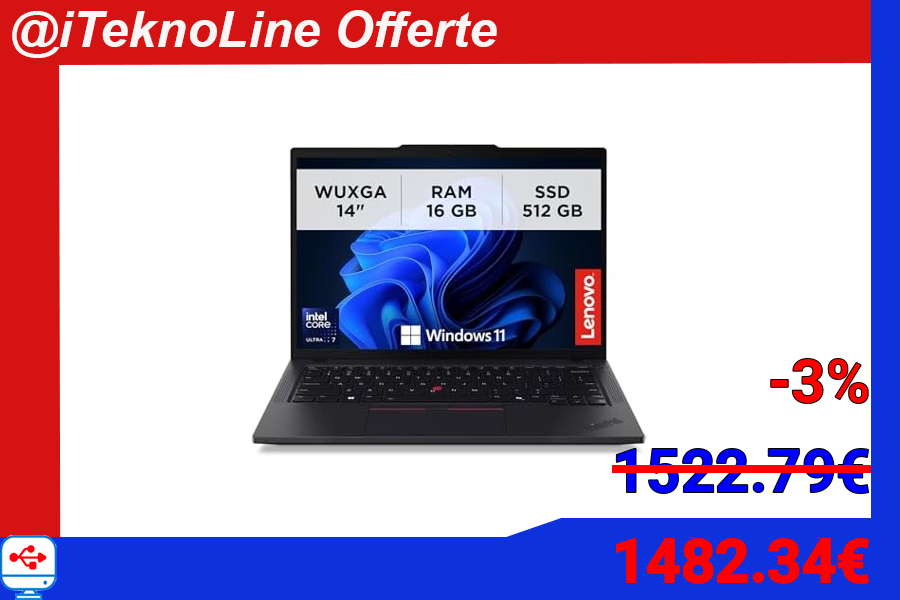 @iTeknoLine Offerte
WUXGA
14"
RAM
16 GB
SSD
512 GB
intel
CORE
ULTRA 7
Windows 11
Lenovo
-3%
1522.79€
1482.34€